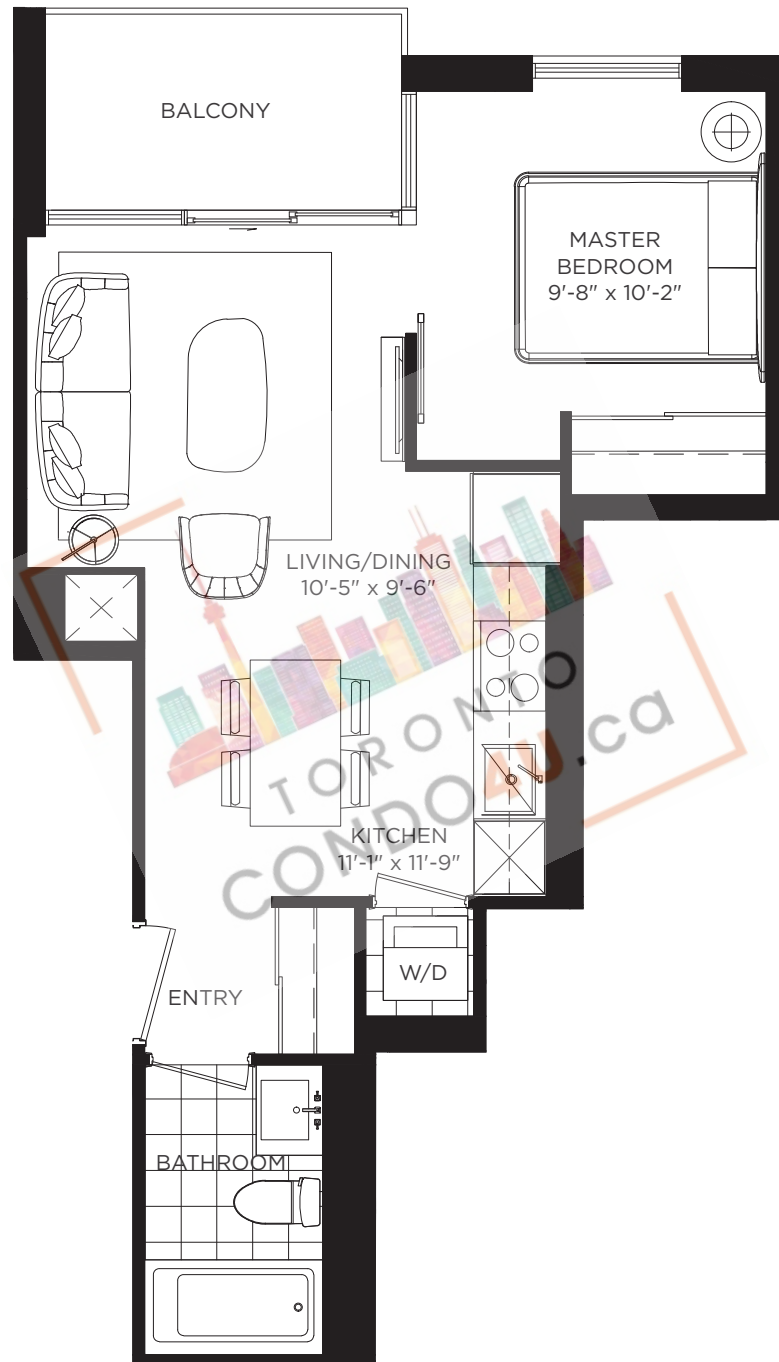 BALCONY
MASTER
BEDROOM
9'-8" x 10'-2"
LIVING/DINING
10'-5" x 9'-6"
TORONTO
CONDO4U.ca
KITCHEN
11'-1" x 11'-9"
W/D
ENTRY
BATHROOM